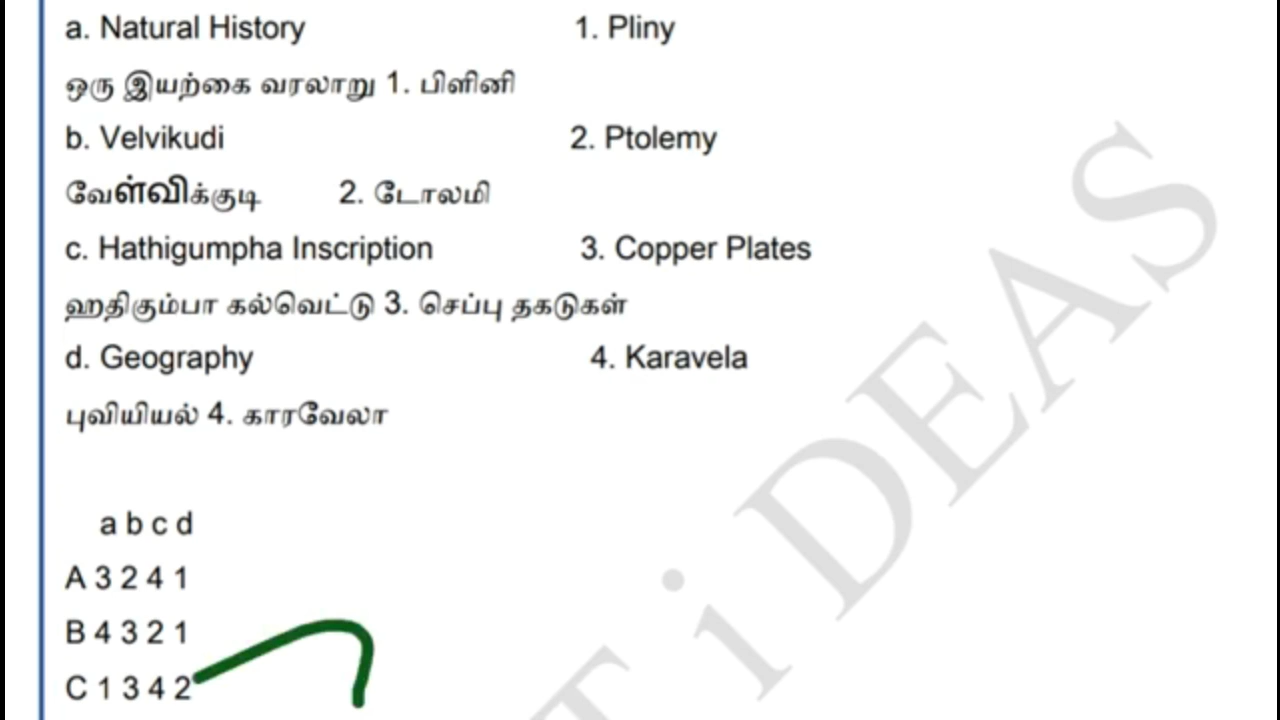 a. Natural History 1. Pliny
ஒரு இயற்கை வரலாறு 1. பிளினி
b. Velvikudi 2. Ptolemy
வேள்விக்குடி 2. டோலமி
c. Hathigumpha Inscription 3. Copper Plates
ஹதிகும்பா கல்வெட்டு 3. செப்பு தகடுகள்
d. Geography 4. Karavela
புவியியல் 4. காரவேலா
a b c d
A 3 2 4 1
B 4 3 2 1
C 1 3 4 2
T iDEAS